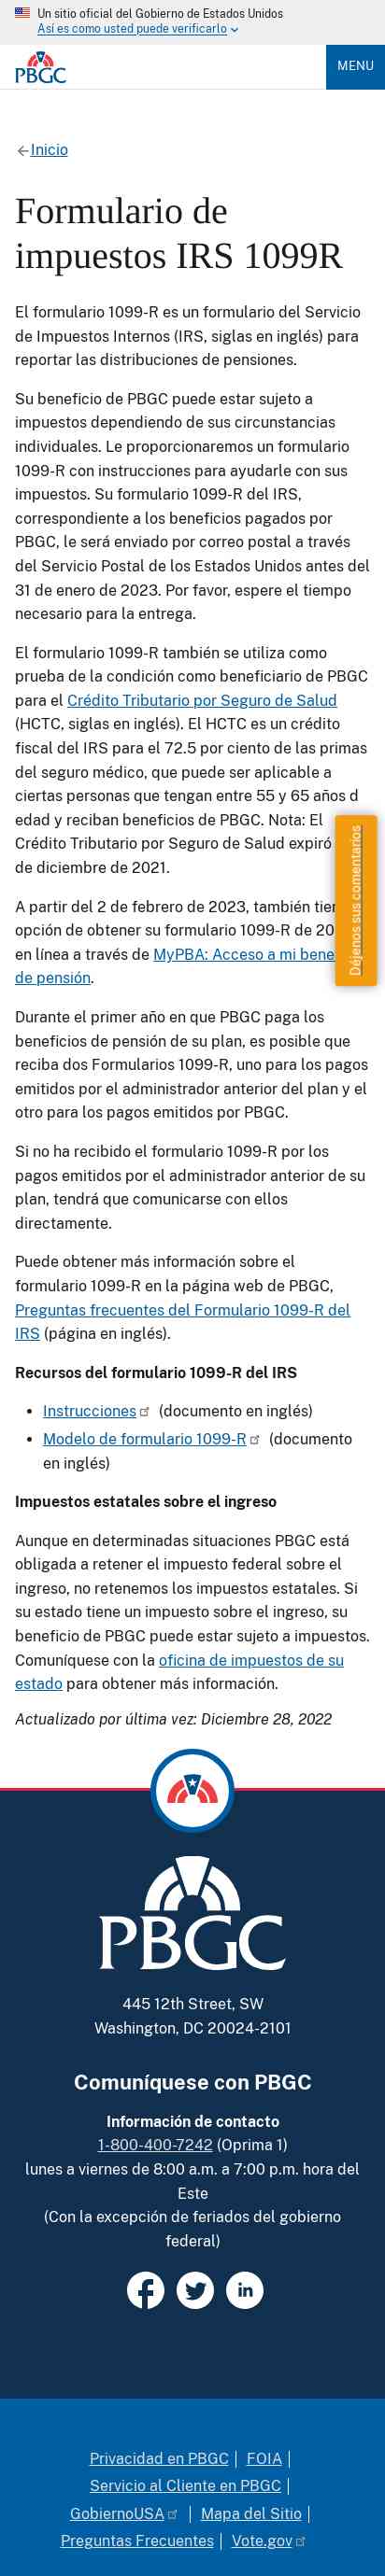 Un sitio oficial del Gobierno de Estados Unidos
Así es como usted puede verificarlo
PBGC
MENU
Inicio
Formulario de
impuestos IRS 1099R
El formulario 1099-R es un formulario del Servicio
de Impuestos Internos (IRS, siglas en inglés) para
reportar las distribuciones de pensiones.
Su beneficio de PBGC puede estar sujeto a
impuestos dependiendo de sus circunstancias
individuales. Le proporcionaremos un formulario
1099-R con instrucciones para ayudarle con sus
impuestos. Su formulario 1099-R del IRS,
correspondiente a los beneficios pagados por
PBGC, le será enviado por correo postal a través
del Servicio Postal de los Estados Unidos antes del
31 de enero de 2023. Por favor, espere el tiempo
necesario para la entrega.
El formulario 1099-R también se utiliza como
prueba de la condición como beneficiario de PBGC
para el Crédito Tributario por Seguro de Salud
(HCTC, siglas en inglés). El HCTC es un crédito
fiscal del IRS para el 72.5 por ciento de las primas
del seguro médico, que puede ser aplicable a
ciertas personas que tengan entre 55 y 65 años d
edad y reciban beneficios de PBGC. Nota: El
Crédito Tributario por Seguro de Salud expiró
de diciembre de 2021.
A partir del 2 de febrero de 2023, también
opción de obtener su formulario 1099-R de
en línea a través de MyPBA: Acceso a mi
de pensión.
Déjenos sus comentarios
Durante el primer año en que PBGC paga los
beneficios de pensión de su plan, es posible que
reciba dos Formularios 1099-R, uno para los pagos
emitidos por el administrador anterior del plan y el
otro para los pagos emitidos por PBGC.
Si no ha recibido el formulario 1099-R por los
pagos emitidos por el administrador anterior de su
plan, tendrá que comunicarse con ellos
directamente.
Puede obtener más información sobre el
formulario 1099-R en la página web de PBGC,
Preguntas frecuentes del Formulario 1099-R del
IRS (página en inglés).
Recursos del formulario 1099-R del IRS
• Instrucciones (documento en inglés)
• Modelo de formulario 1099-R (documento
en inglés)
Impuestos estatales sobre el ingreso
Aunque en determinadas situaciones PBGC está
obligada a retener el impuesto federal sobre el
ingreso, no retenemos los impuestos estatales. Si
su estado tiene un impuesto sobre el ingreso, su
beneficio de PBGC puede estar sujeto a impuestos.
Comuníquese con la oficina de impuestos de su
estado para obtener más información.
Actualizado por última vez: Diciembre 28, 2022
PBGC
445 12th Street, SW
Washington, DC 20024-2101
Comuníquese con PBGC
Información de contacto
1-800-400-7242 (Oprima 1)
lunes a viernes de 8:00 a.m. a 7:00 p.m. hora del
Este
(Con la excepción de feriados del gobierno
federal)
in
Privacidad en PBGC | FOIA |
Servicio al Cliente en PBGC |
GobiernoUSA | Mapa del Sitio |
Preguntas Frecuentes | Vote.gov